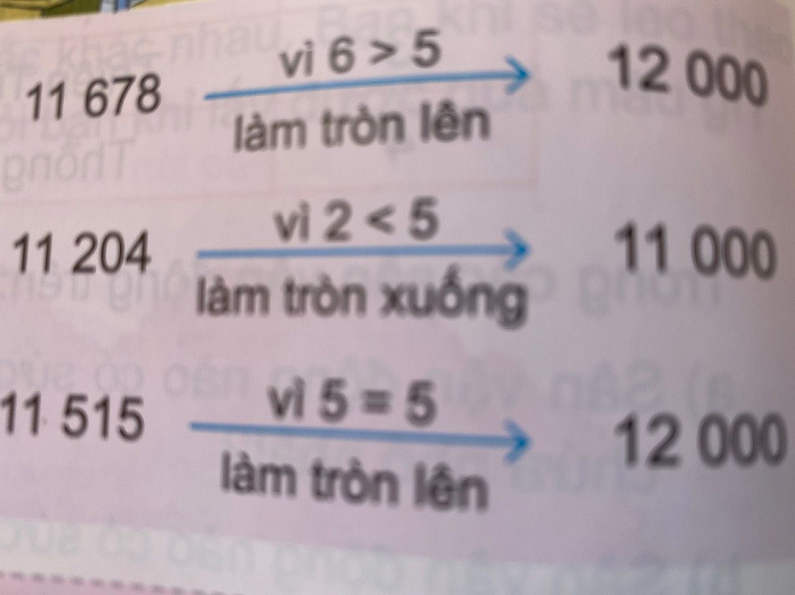 vì 6 > 5
11 678 12 000
làm tròn lên
vì 2 < 5
11 204 11 000
làm tròn xuống
vì 5 = 5
11 515 12 000
làm tròn lên